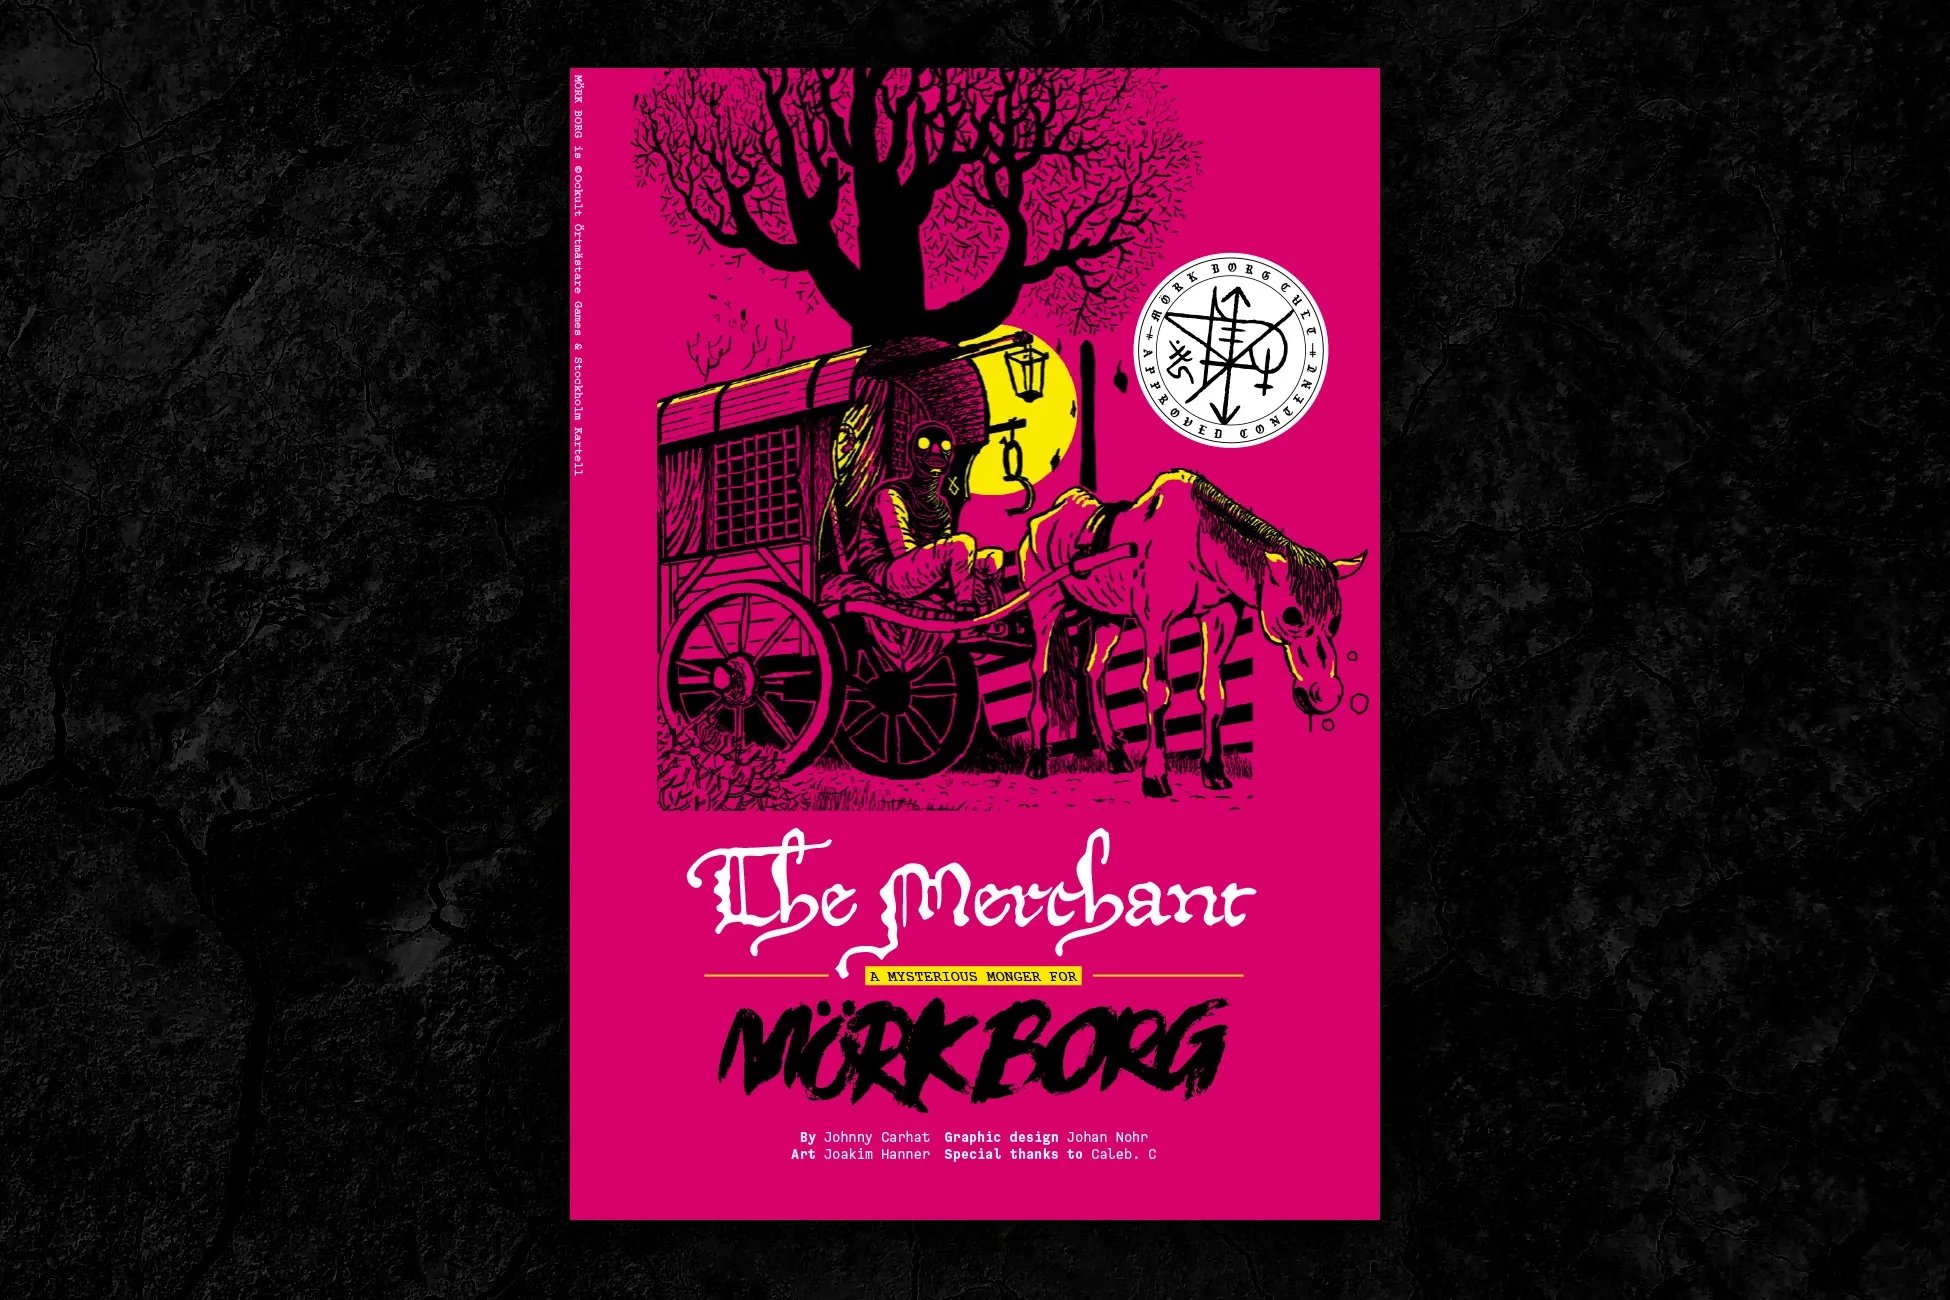 MÖRK BORG is ©Ockult Örtmästare Games & Stockholm Kartell
MÖRK BORG CULT
APPROVED CONTENT
The Merchant
A MYSTERIOUS MONGER FOR
MÖRK BORG
By Johnny Carhat Graphic design Johan Nohr
Art Joakim Hanner Special thanks to Caleb. C